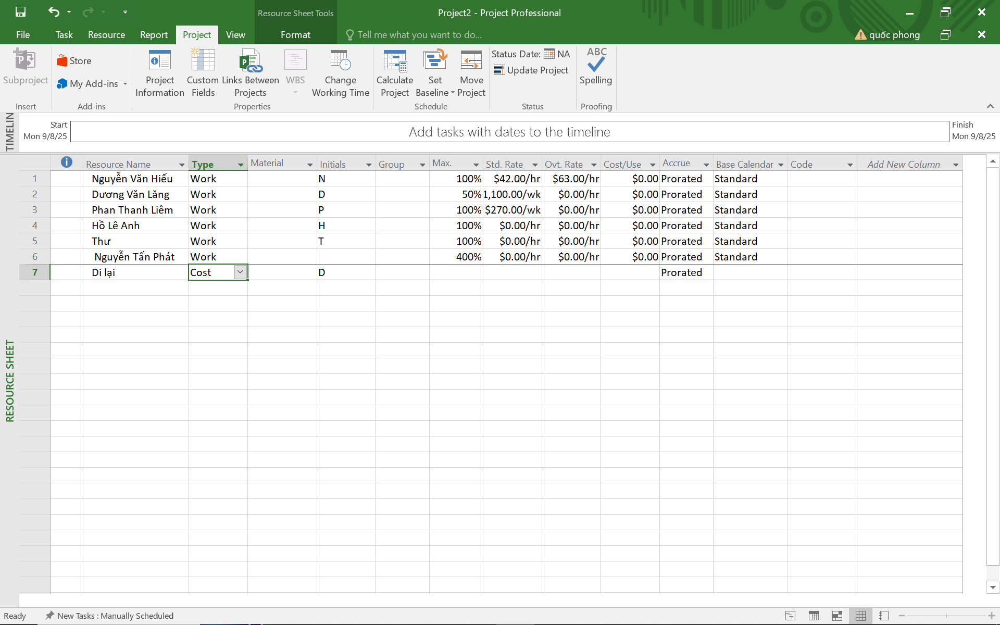 Resource Sheet Tools
Project2 - Project Professional
File Task Resource Report Project View Format Tell me what you want to do... quốc phong
Subproject
Insert
Store
My Add-ins
Add-ins
Project Information
Custom Fields
Links Between Projects
WBS
Change Working Time
Properties
Calculate Project
Set Baseline
Move Project
Schedule
Status Date: NA
Update Project
Status
ABC
Spelling
Proofing
TIMELIN
Start
Mon 9/8/25
Add tasks with dates to the timeline
Finish
Mon 9/8/25
Resource Name Type Material Initials Group Max. Std. Rate Ovt. Rate Cost/Use Accrue Base Calendar Code Add New Column
1 Nguyễn Văn Hiếu Work N 100% $42.00/hr $63.00/hr $0.00 Prorated Standard
2 Dương Văn Lăng Work D 50% 1,100.00/wk $0.00/hr $0.00 Prorated Standard
3 Phan Thanh Liêm Work P 100% $270.00/wk $0.00/hr $0.00 Prorated Standard
4 Hồ Lê Anh Work H 100% $0.00/hr $0.00/hr $0.00 Prorated Standard
5 Thư Work T 100% $0.00/hr $0.00/hr $0.00 Prorated Standard
6 Nguyễn Tấn Phát Work 400% $0.00/hr $0.00/hr $0.00 Prorated Standard
7 Di lại Cost D Prorated
RESOURCE SHEET
Ready New Tasks : Manually Scheduled